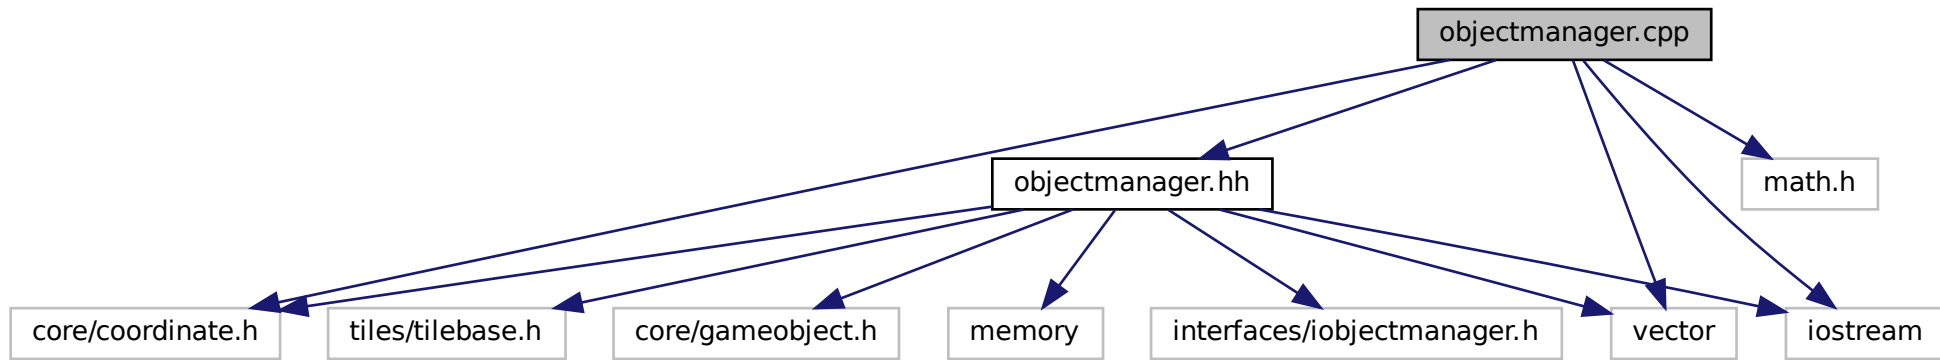 objectmanager.cpp
objectmanager.hh
math.h
core/coordinate.h
tiles/tilebase.h
core/gameobject.h
memory
interfaces/iobjectmanager.h
vector
iostream